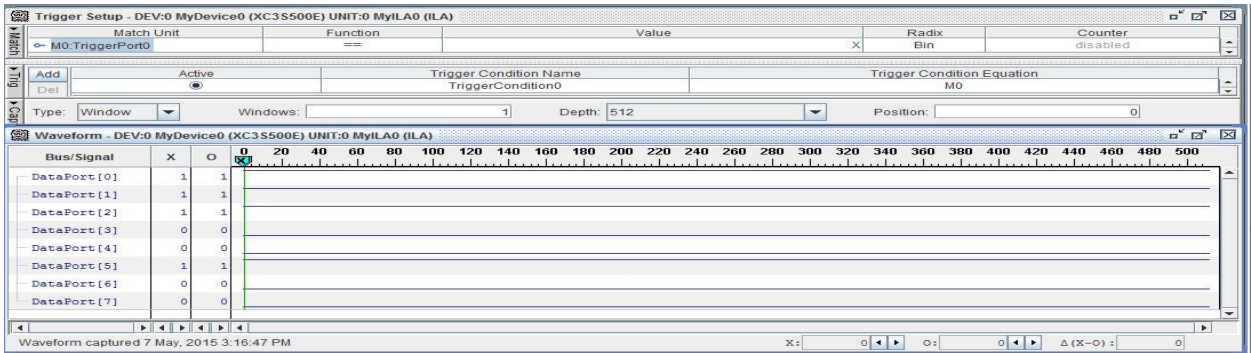 Trigger Setup - DEV:0 MyDevice0 (XC3S500E) UNIT:0 MyILA0 (ILA)
Match
Match Unit Function Value Radix Counter
M0:TriggerPort0 == X Bin disabled
Trig
Add Active Trigger Condition Name Trigger Condition Equation
Del TriggerCondition0 M0
Cap
Type: Window Windows: 1 Depth: 512 Position: 0
Waveform - DEV:0 MyDevice0 (XC3S500E) UNIT:0 MyILA0 (ILA)
Bus/Signal X O 0 20 40 60 80 100 120 140 160 180 200 220 240 260 280 300 320 340 360 380 400 420 440 460 480 500
X
DataPort[0] 1 1
DataPort[1] 1 1
DataPort[2] 1 1
DataPort[3] 0 0
DataPort[4] 0 0
DataPort[5] 1 1
DataPort[6] 0 0
DataPort[7] 0 0
Waveform captured 7 May, 2015 3:16:47 PM X: 0 O: 0 Δ(X-O): 0